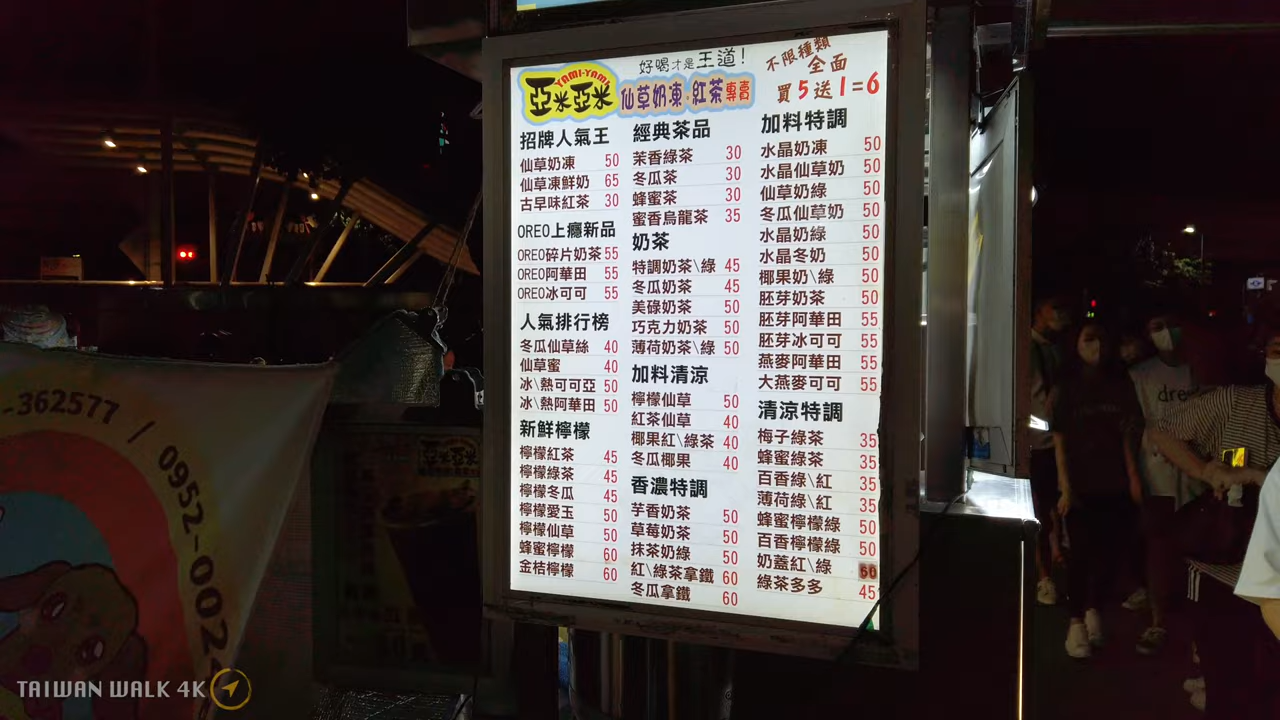 好喝才是王道！
YAMI-YAMI
亞米亞米
仙草奶凍．紅茶專賣
不限種類
全面
買5送1=6
招牌人氣王
仙草奶凍 50
仙草凍鮮奶 65
古早味紅茶 30
OREO上癮新品
OREO碎片奶茶 55
OREO阿華田 55
OREO冰可可 55
人氣排行榜
冬瓜仙草絲 40
仙草蜜 40
冰\熱可可亞 50
冰\熱阿華田 50
新鮮檸檬
檸檬紅茶 45
檸檬綠茶 45
檸檬冬瓜 45
檸檬愛玉 50
檸檬仙草 50
蜂蜜檸檬 60
金桔檸檬 60
經典茶品
茉香綠茶 30
冬瓜茶 30
蜂蜜茶 30
蜜香烏龍茶 35
奶茶
特調奶茶\綠 45
冬瓜奶茶 45
美碌奶茶 50
巧克力奶茶 50
薄荷奶茶\綠 50
加料清涼
檸檬仙草 50
紅茶仙草 40
椰果紅\綠茶 40
冬瓜椰果 40
香濃特調
芋香奶茶 50
草莓奶茶 50
抹茶奶綠 50
紅\綠茶拿鐵 60
冬瓜拿鐵 60
加料特調
水晶奶凍 50
水晶仙草奶 50
仙草奶綠 50
冬瓜仙草奶 50
水晶奶綠 50
水晶冬奶 50
椰果奶\綠 50
胚芽奶茶 50
胚芽阿華田 55
胚芽冰可可 55
燕麥阿華田 55
大燕麥可可 55
清涼特調
梅子綠茶 35
蜂蜜綠茶 35
百香綠\紅 35
薄荷綠\紅 35
蜂蜜檸檬綠 50
百香檸檬綠 50
奶蓋紅\綠 60
綠茶多多 45
-362577 / 0952-002
亞米亞米
dre
TAIWAN WALK 4K